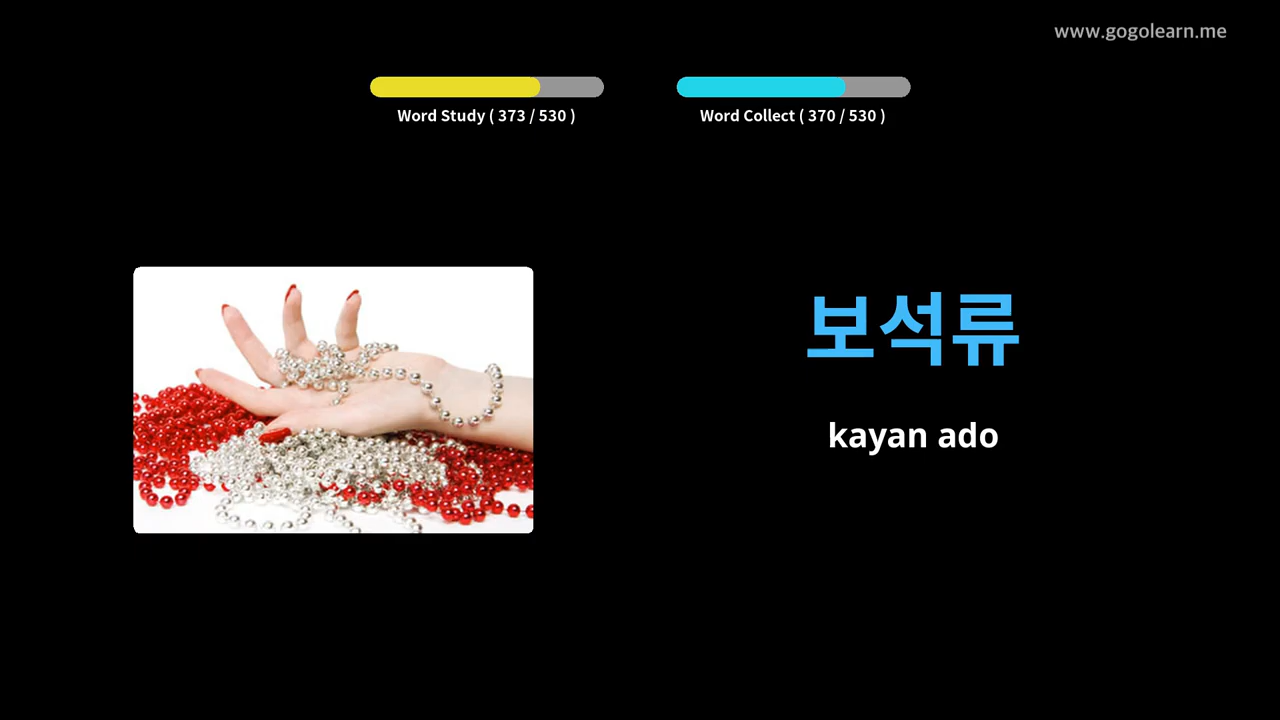 www.gogolearn.me
Word Study ( 373 / 530 )
Word Collect ( 370 / 530 )
보석류
kayan ado